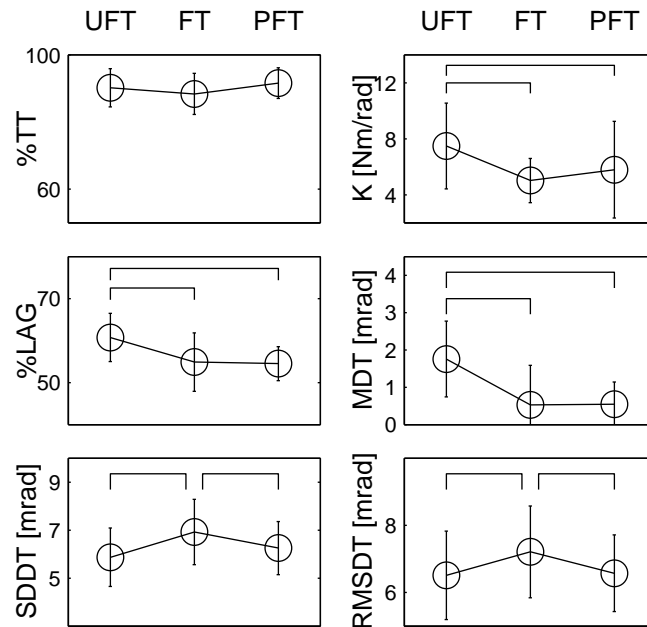 UFT FT PFT UFT FT PFT
100
60
%TT
12
8
4
K [Nm/rad]
70
50
%LAG
4
3
2
1
0
MDT [mrad]
9
7
5
SDDT [mrad]
8
6
RMSDT [mrad]